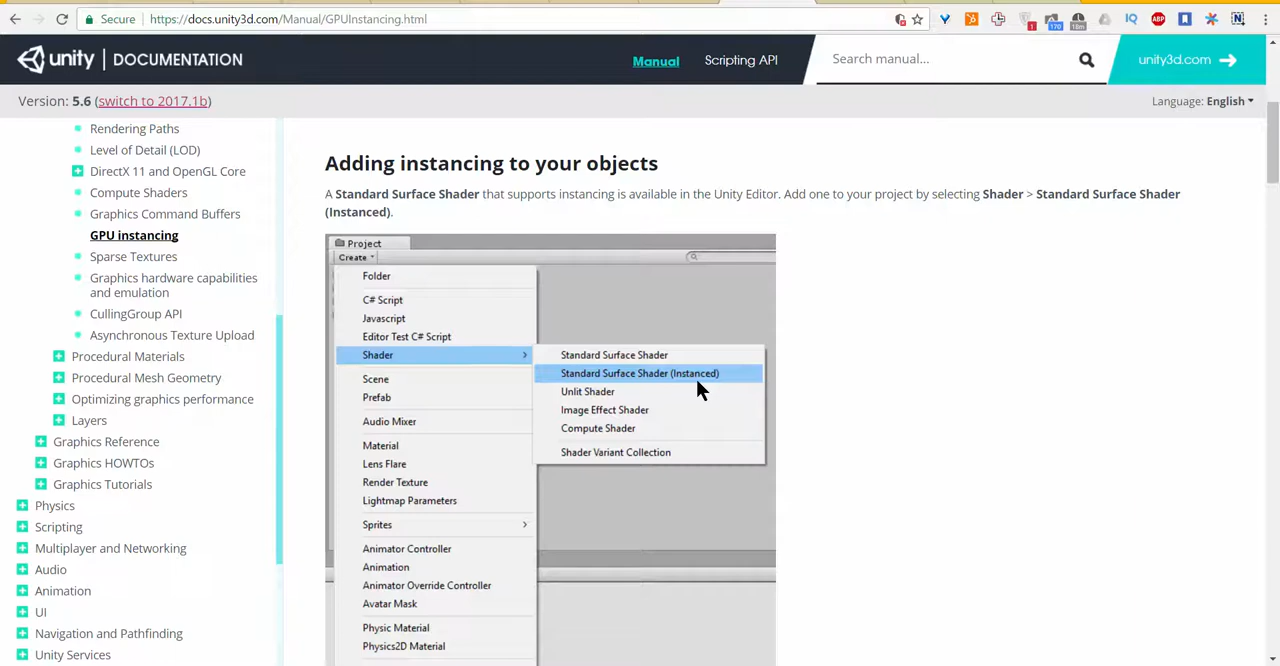 Secure | https://docs.unity3d.com/Manual/GPUInstancing.html
1
170
18m
IQ
ABP
N
unity | DOCUMENTATION
Manual
Scripting API
Search manual...
unity3d.com
Version: 5.6 (switch to 2017.1b)
Language: English
Rendering Paths
Level of Detail (LOD)
DirectX 11 and OpenGL Core
Compute Shaders
Graphics Command Buffers
GPU instancing
Sparse Textures
Graphics hardware capabilities
and emulation
CullingGroup API
Asynchronous Texture Upload
Procedural Materials
Procedural Mesh Geometry
Optimizing graphics performance
Layers
Graphics Reference
Graphics HOWTOs
Graphics Tutorials
Physics
Scripting
Multiplayer and Networking
Audio
Animation
UI
Navigation and Pathfinding
Unity Services
Adding instancing to your objects
A Standard Surface Shader that supports instancing is available in the Unity Editor. Add one to your project by selecting Shader > Standard Surface Shader
(Instanced).
Project
Create
Folder
C# Script
Javascript
Editor Test C# Script
Shader
Scene
Prefab
Audio Mixer
Material
Lens Flare
Render Texture
Lightmap Parameters
Sprites
Animator Controller
Animation
Animator Override Controller
Avatar Mask
Physic Material
Physics2D Material
Standard Surface Shader
Standard Surface Shader (Instanced)
Unlit Shader
Image Effect Shader
Compute Shader
Shader Variant Collection